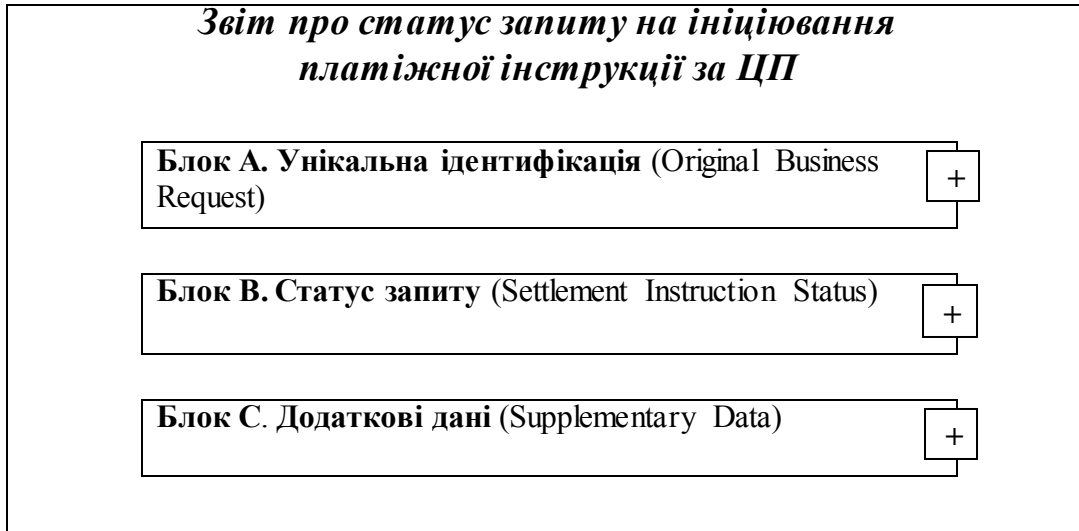 Звіт про статус запиту на ініціювання
платіжної інструкції за ЦП
Блок А. Унікальна ідентифікація (Original Business
Request)
+
Блок В. Статус запиту (Settlement Instruction Status)
+
Блок С. Додаткові дані (Supplementary Data)
+